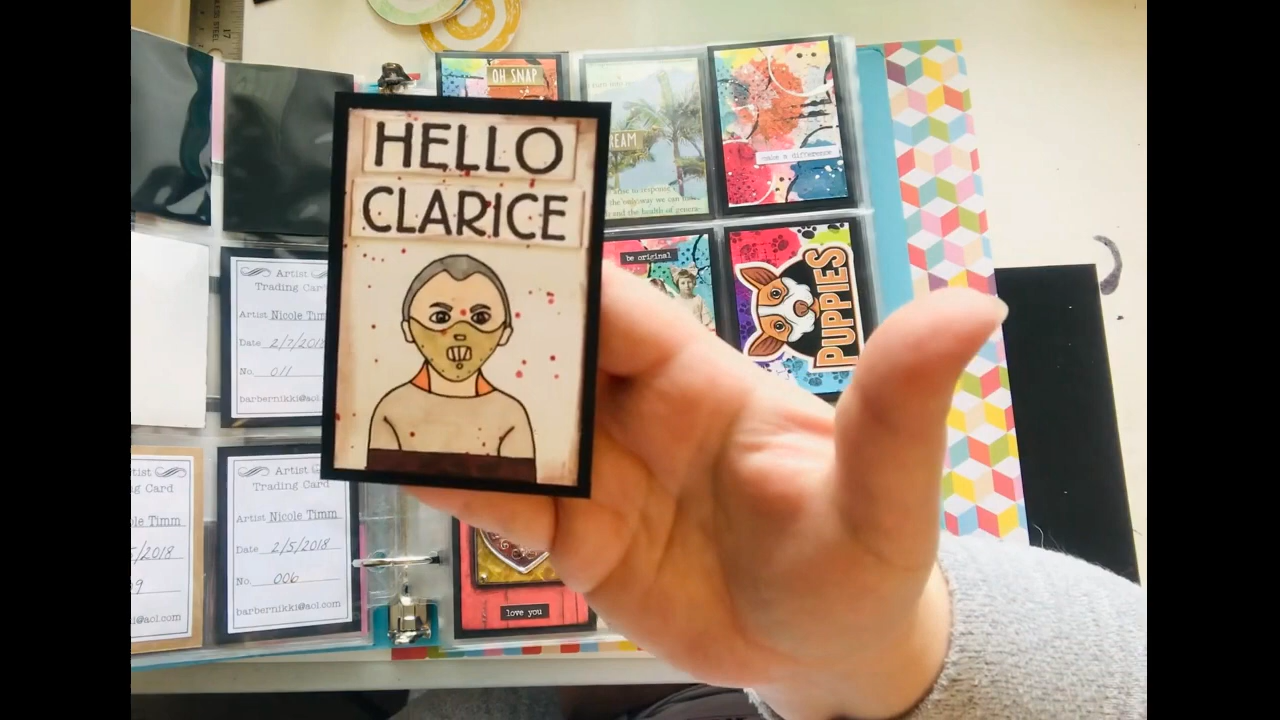 HELLO
CLARICE
OH SNAP
make a difference
be original
PUPPIES
love you
Artist
Trading Card
Artist Nicole Timm
Date 2/7/2018
No. 011
barbernikki@aol.com
Artist
Trading Card
Artist Nicole Timm
Date 2/5/2018
No. 006
barbernikki@aol.com
Card
Timm